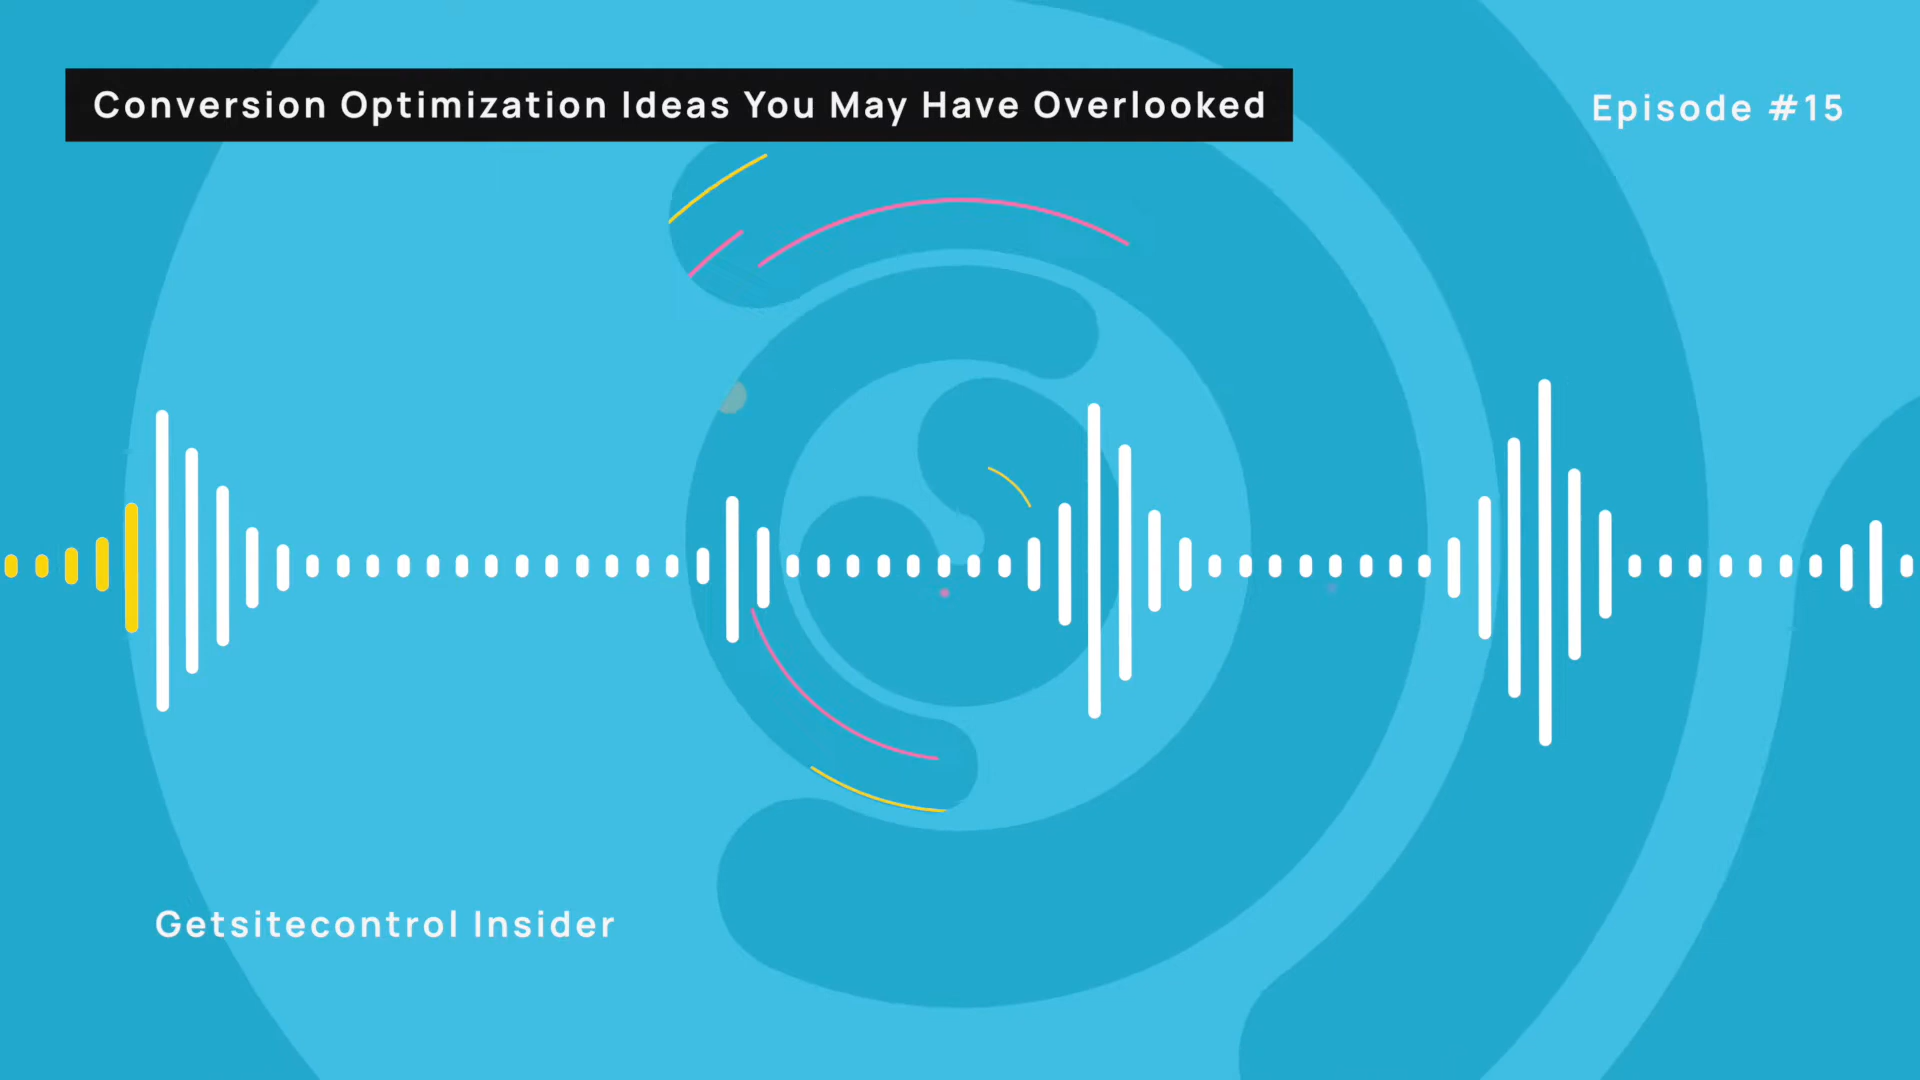 Conversion Optimization Ideas You May Have Overlooked
Episode #15
Getsitecontrol Insider